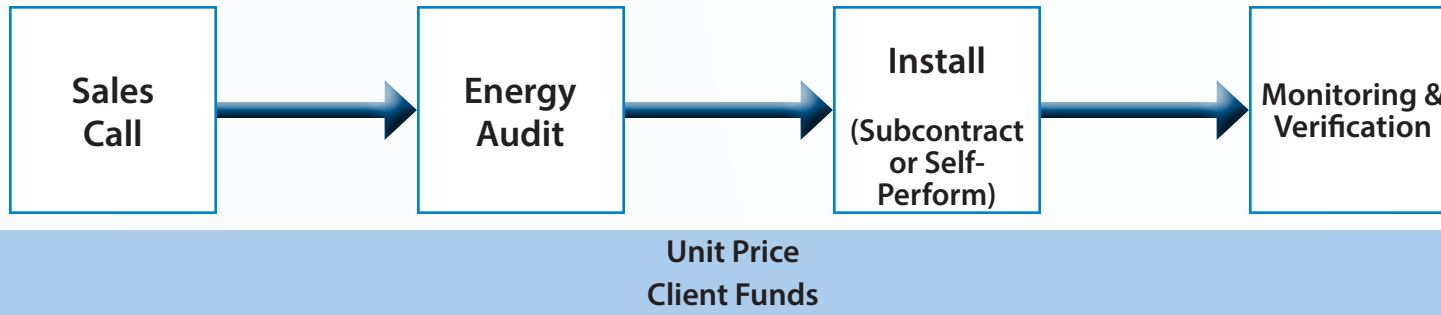 Sales
Call
Energy
Audit
Install
(Subcontract
or Self-
Perform)
Monitoring &
Verification
Unit Price
Client Funds